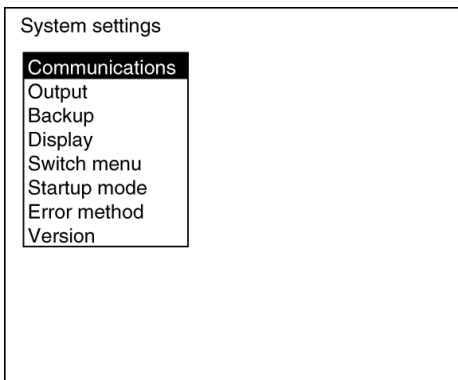 System settings
Communications
Output
Backup
Display
Switch menu
Startup mode
Error method
Version